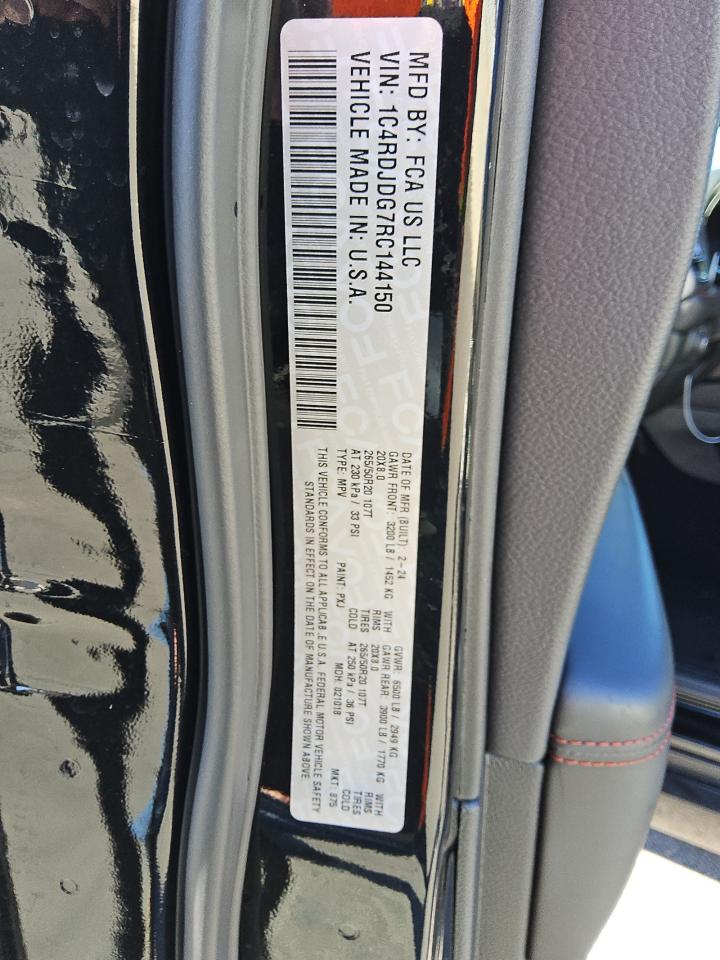 MFD BY: FCA US LLC
VIN: 1C4RDJDG7RC144150
VEHICLE MADE IN: U.S.A.
DATE OF MFR (BUILT): 2-24 GVWR: 6500 LB / 2949 KG
GAWR FRONT: 3200 LB / 1452 KG WITH GAWR REAR: 3900 LB / 1770 KG WITH
20X8.0 RIMS 20X8.0 RIMS
265/50R20 107T TIRES 265/50R20 107T TIRES
AT 230 kPa / 33 PSI COLD AT 250 kPa / 36 PSI COLD
TYPE: MPV PAINT: PXJ MDH: 021018 MKT: 875
THIS VEHICLE CONFORMS TO ALL APPLICABLE U.S.A. FEDERAL MOTOR VEHICLE SAFETY
STANDARDS IN EFFECT ON THE DATE OF MANUFACTURE SHOWN ABOVE